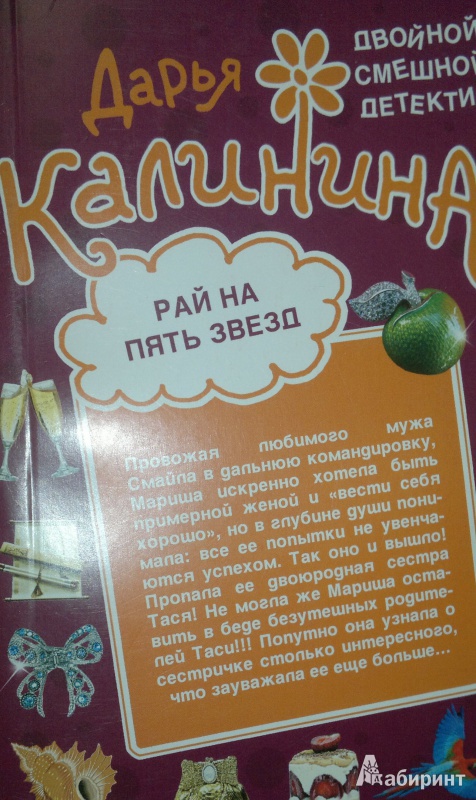 Дарья
ДВОЙНОЙ
СМЕШНОЙ
ДЕТЕКТИ
Калинина
РАЙ НА
ПЯТЬ ЗВЕЗД
Провожая любимого мужа
Смайла в дальнюю командировку,
Мариша искренно хотела быть
примерной женой и «вести себя
хорошо», но в глубине души пони-
мала: все ее попытки не увенча-
ются успехом. Так оно и вышло!
Пропала ее двоюродная сестра
Тася! Не могла же Мариша оста-
вить в беде безутешных родите-
лей Таси!!! Попутно она узнала о
сестричке столько интересного,
что зауважала ее еще больше...
Лабиринт